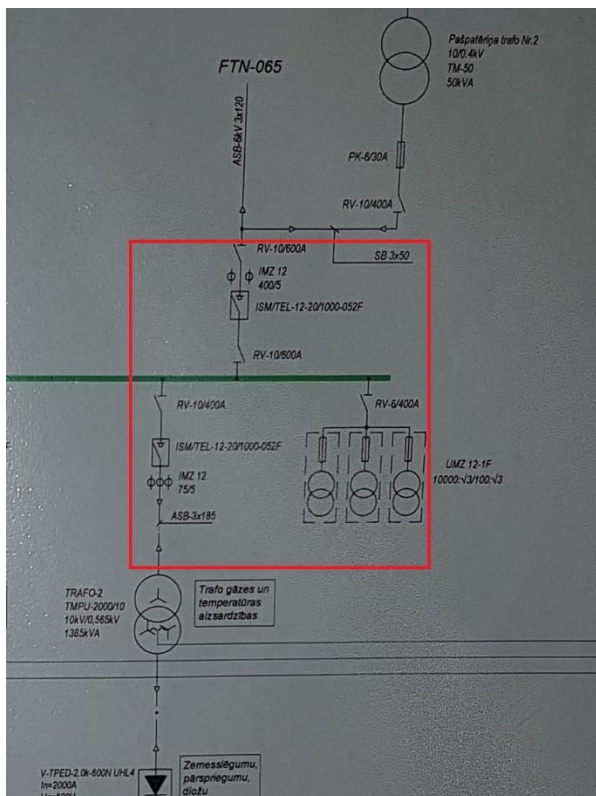 Pašpatēriņa trafo Nr.2
10/0.4kV
TM-50
50kVA
FTN-065
ASB-6kV 3x120
PK-6/30A
RV-10/400A
RV-10/600A
SB 3x50
IMZ 12
400/5
ISM/TEL-12-20/1000-052F
RV-10/600A
RV-10/400A
RV-6/400A
ISM/TEL-12-20/1000-052F
IMZ 12
75/5
UMZ 12-1F
10000:√3/100:√3
ASB-3x185
TRAFO-2
TMPU-2000/10
10kV/0,565kV
1385kVA
Trafo gāzes un
temperatūras
aizsardzības
V-TPED-2.0k-600N UHL4
In=2000A
Zemesslēgumu,
pārspriegumu,
diožu